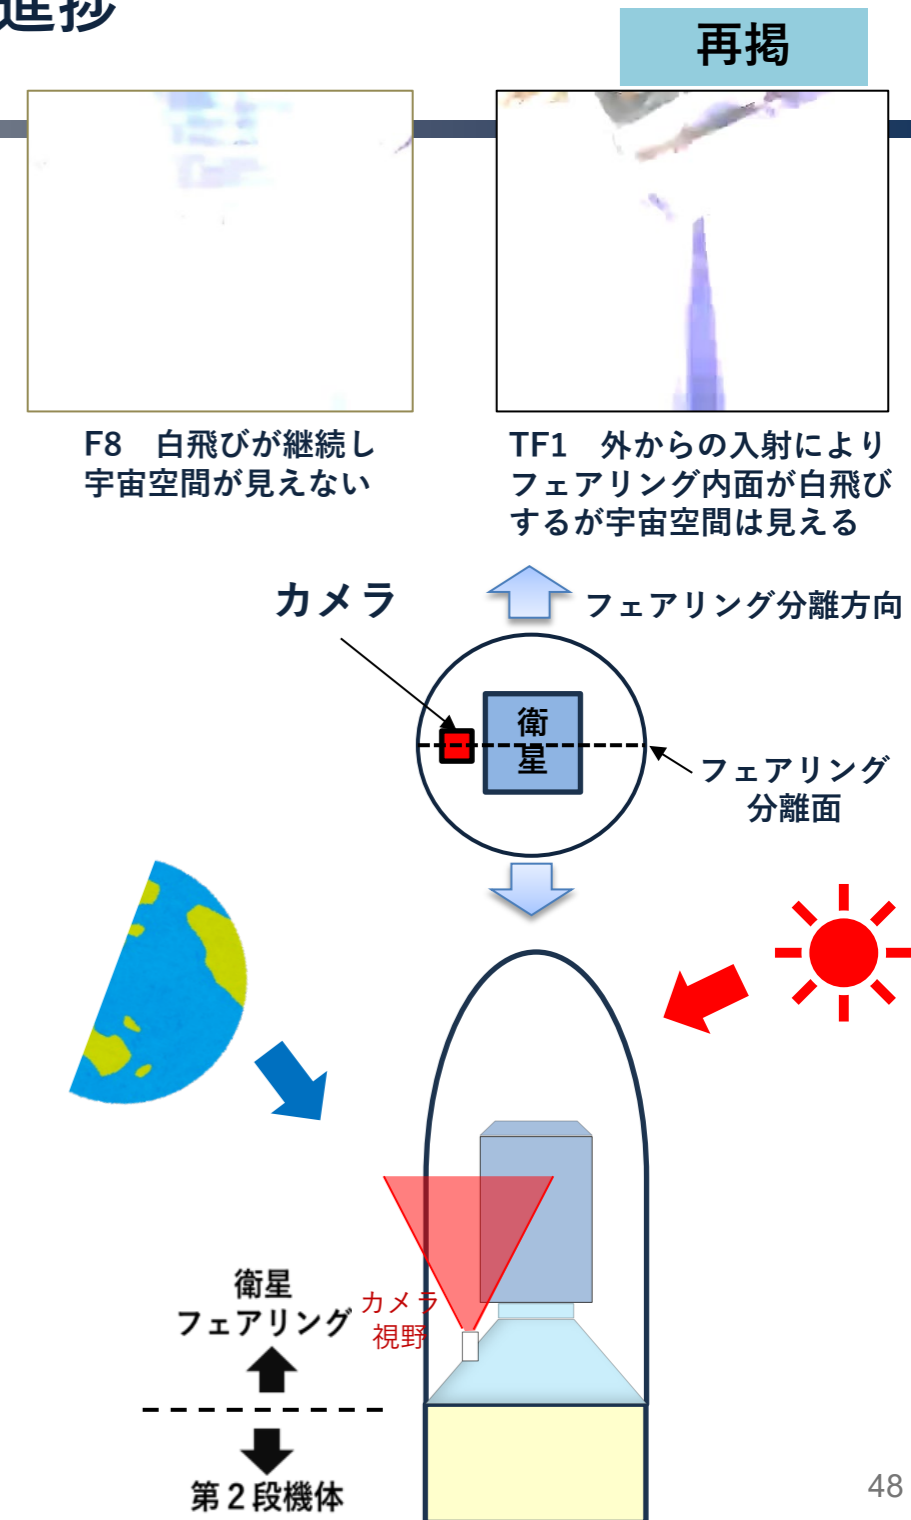 進捗
再掲
F8　白飛びが継続し
宇宙空間が見えない
TF1　外からの入射により
フェアリング内面が白飛び
するが宇宙空間は見える
カメラ
フェアリング分離方向
衛
星
フェアリング
分離面
衛星
フェアリング
カメラ
視野
第２段機体
48